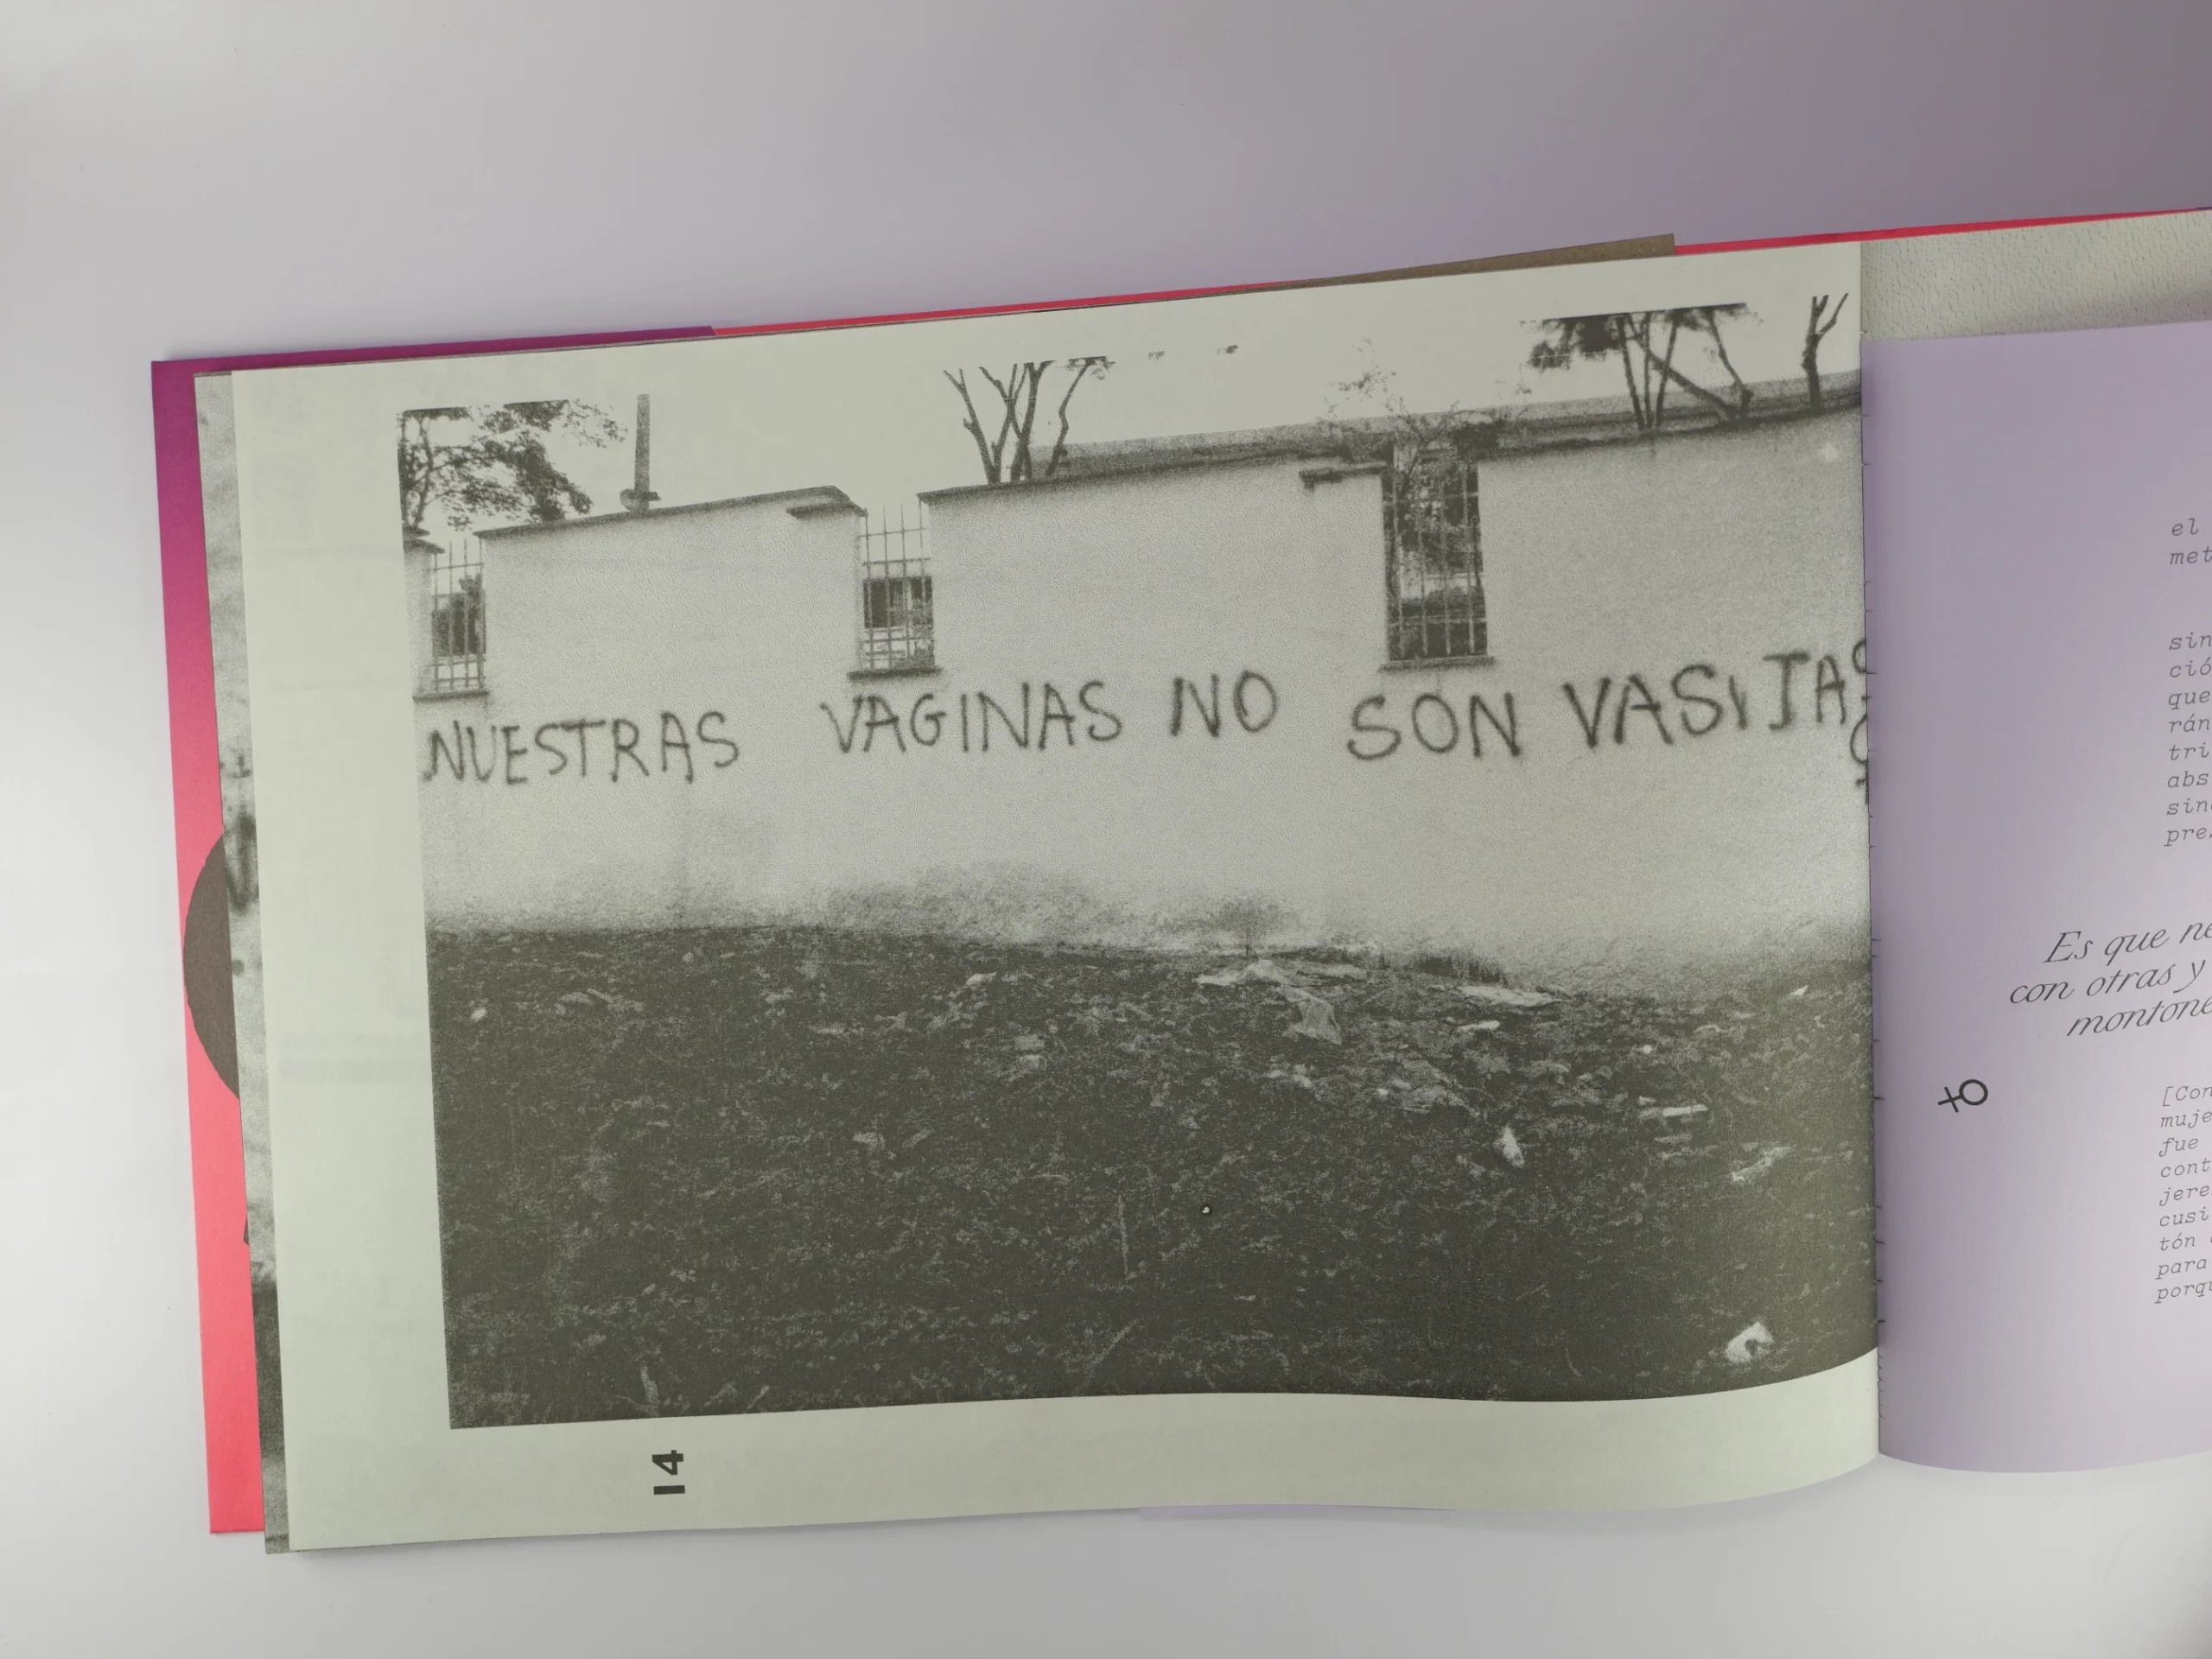 NUESTRAS VAGINAS NO SON VASIJAS
14
el
met
sin
ció
que
rán
tri
abs
sin
pre
Es que ne
con otras y
montone
[Con
muje
fue
cont
jere
cusi
tón
para
porqu